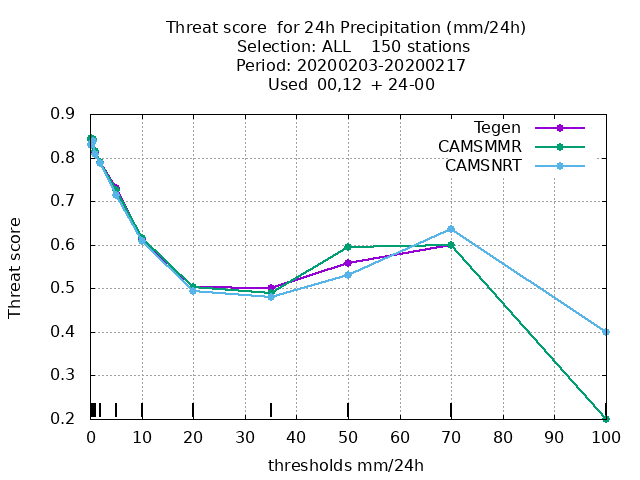 Threat score  for 24h Precipitation (mm/24h)
Selection: ALL    150 stations
Period: 20200203-20200217
Used  00,12  + 24-00
Tegen
CAMSMMR
CAMSNRT
Threat score
0.9
0.8
0.7
0.6
0.5
0.4
0.3
0.2
0 10 20 30 40 50 60 70 80 90 100
thresholds mm/24h